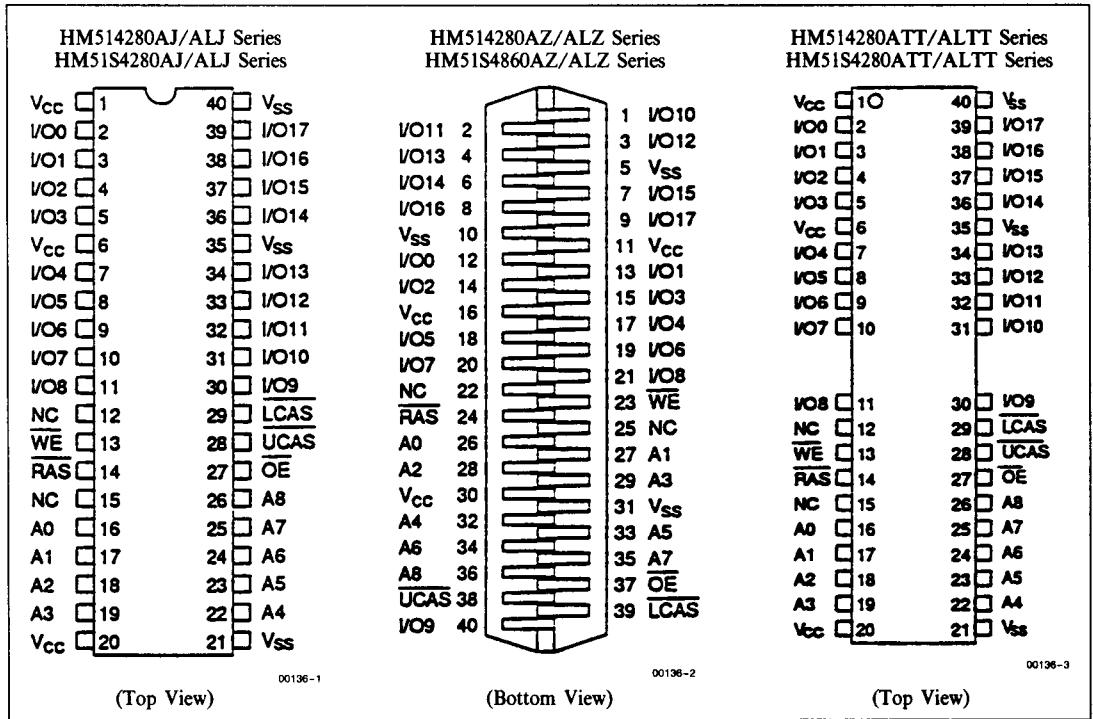 HM514280AJ/ALJ Series
HM51S4280AJ/ALJ Series
VCC 1 40 VSS
I/O0 2 39 I/O17
I/O1 3 38 I/O16
I/O2 4 37 I/O15
I/O3 5 36 I/O14
VCC 6 35 VSS
I/O4 7 34 I/O13
I/O5 8 33 I/O12
I/O6 9 32 I/O11
I/O7 10 31 I/O10
I/O8 11 30 I/O9
NC 12 29 LCAS
WE 13 28 UCAS
RAS 14 27 OE
NC 15 26 A8
A0 16 25 A7
A1 17 24 A6
A2 18 23 A5
A3 19 22 A4
VCC 20 21 VSS
00136-1
(Top View)
HM514280AZ/ALZ Series
HM51S4860AZ/ALZ Series
1 I/O10
I/O11 2
3 I/O12
I/O13 4
5 VSS
I/O14 6
7 I/O15
I/O16 8
9 I/O17
VSS 10
11 VCC
I/O0 12
13 I/O1
I/O2 14
15 I/O3
VCC 16
17 I/O4
I/O5 18
19 I/O6
I/O7 20
21 I/O8
NC 22
23 WE
RAS 24
25 NC
A0 26
27 A1
A2 28
29 A3
VCC 30
31 VSS
A4 32
33 A5
A6 34
35 A7
A8 36
37 OE
UCAS 38
39 LCAS
I/O9 40
00136-2
(Bottom View)
HM514280ATT/ALTT Series
HM51S4280ATT/ALTT Series
VCC 1 40 VSS
I/O0 2 39 I/O17
I/O1 3 38 I/O16
I/O2 4 37 I/O15
I/O3 5 36 I/O14
VCC 6 35 VSS
I/O4 7 34 I/O13
I/O5 8 33 I/O12
I/O6 9 32 I/O11
I/O7 10 31 I/O10
I/O8 11 30 I/O9
NC 12 29 LCAS
WE 13 28 UCAS
RAS 14 27 OE
NC 15 26 A8
A0 16 25 A7
A1 17 24 A6
A2 18 23 A5
A3 19 22 A4
VCC 20 21 VSS
00136-3
(Top View)